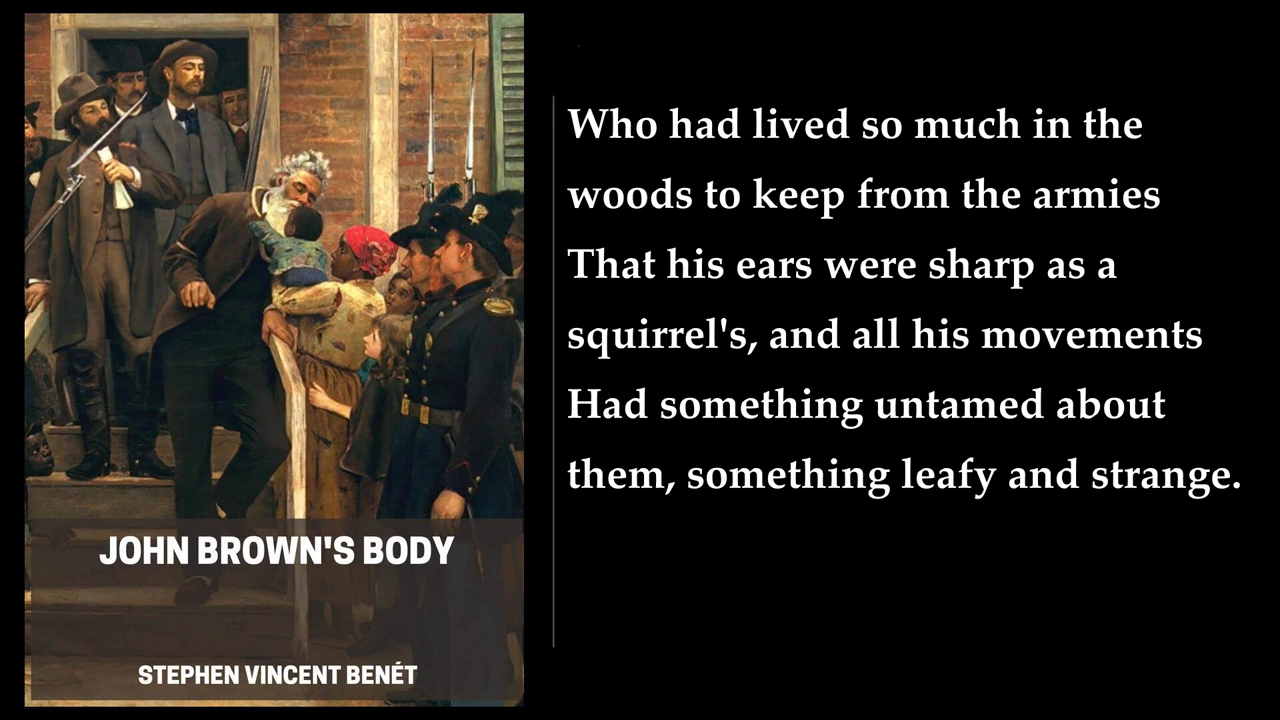 JOHN BROWN'S BODY
STEPHEN VINCENT BENÉT
Who had lived so much in the
woods to keep from the armies
That his ears were sharp as a
squirrel's, and all his movements
Had something untamed about
them, something leafy and strange.